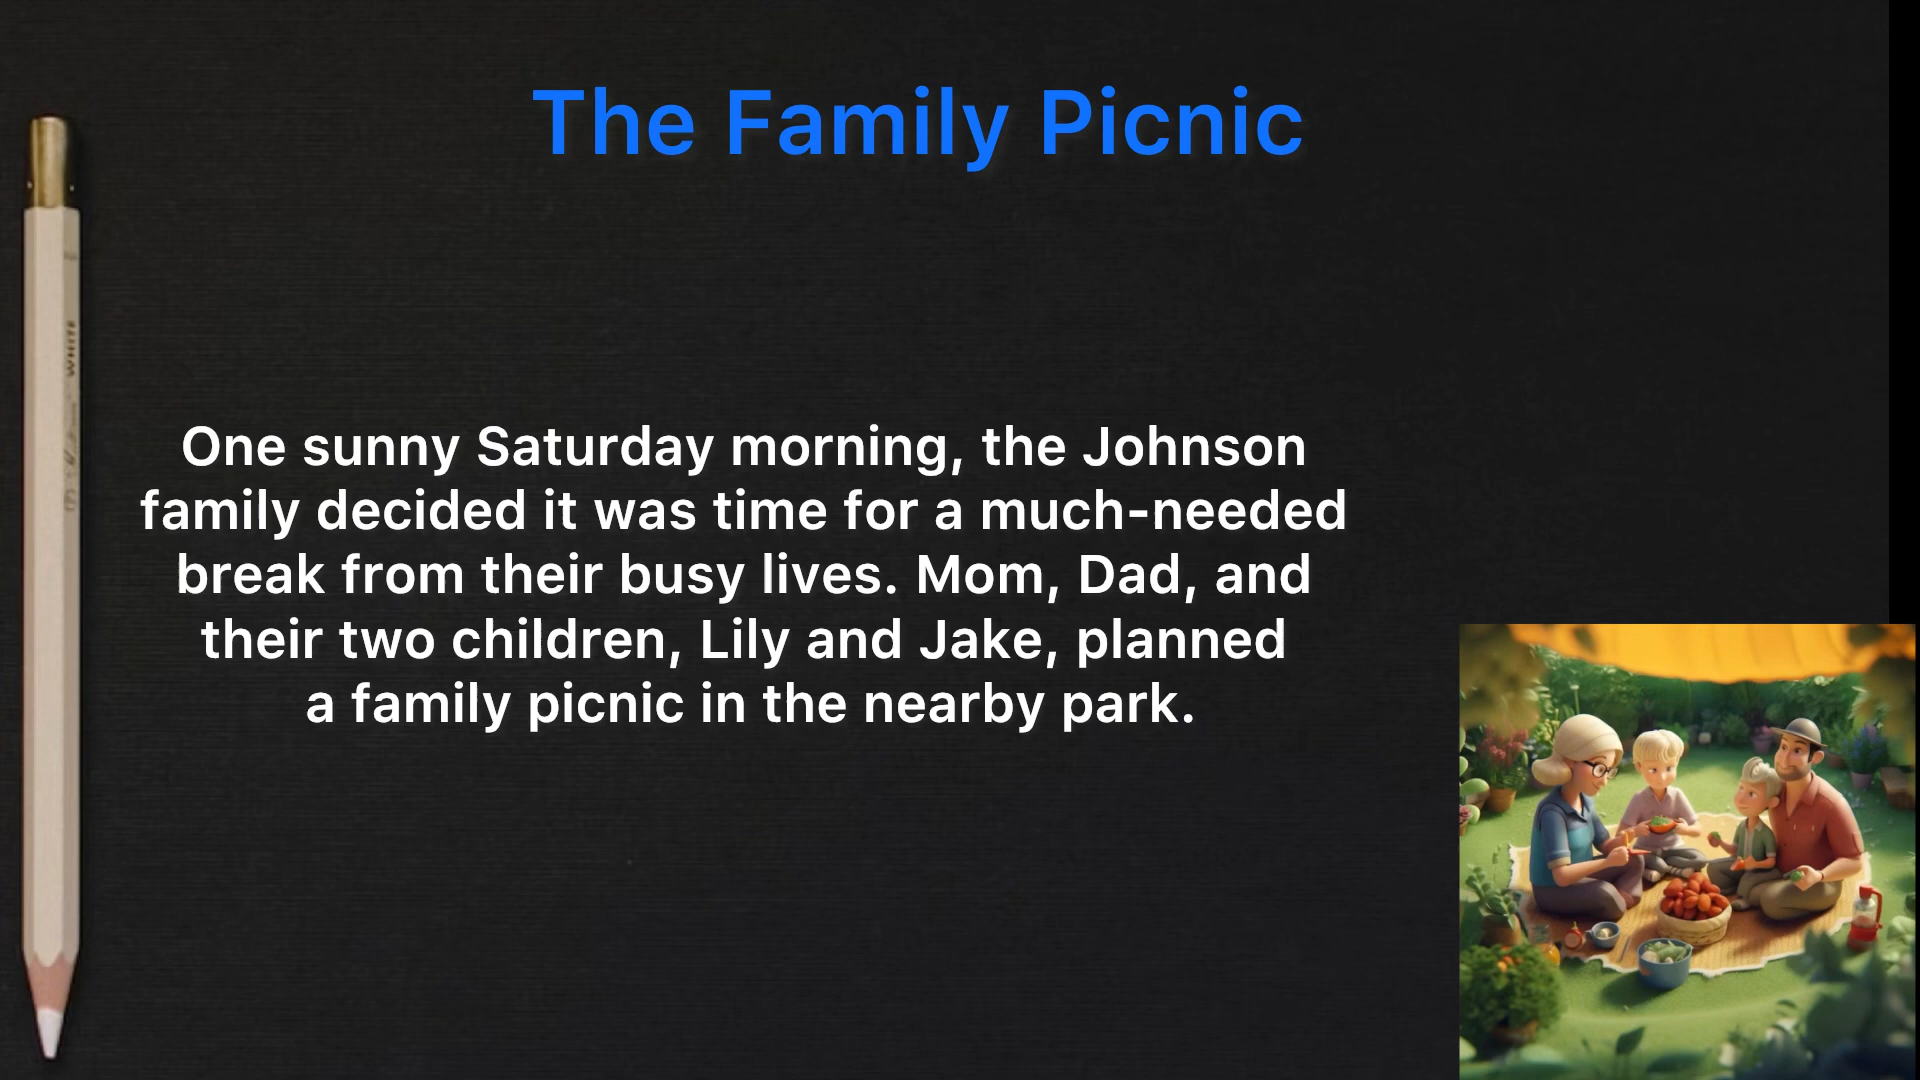 The Family Picnic
WHITE
One sunny Saturday morning, the Johnson
family decided it was time for a much-needed
break from their busy lives. Mom, Dad, and
their two children, Lily and Jake, planned
a family picnic in the nearby park.